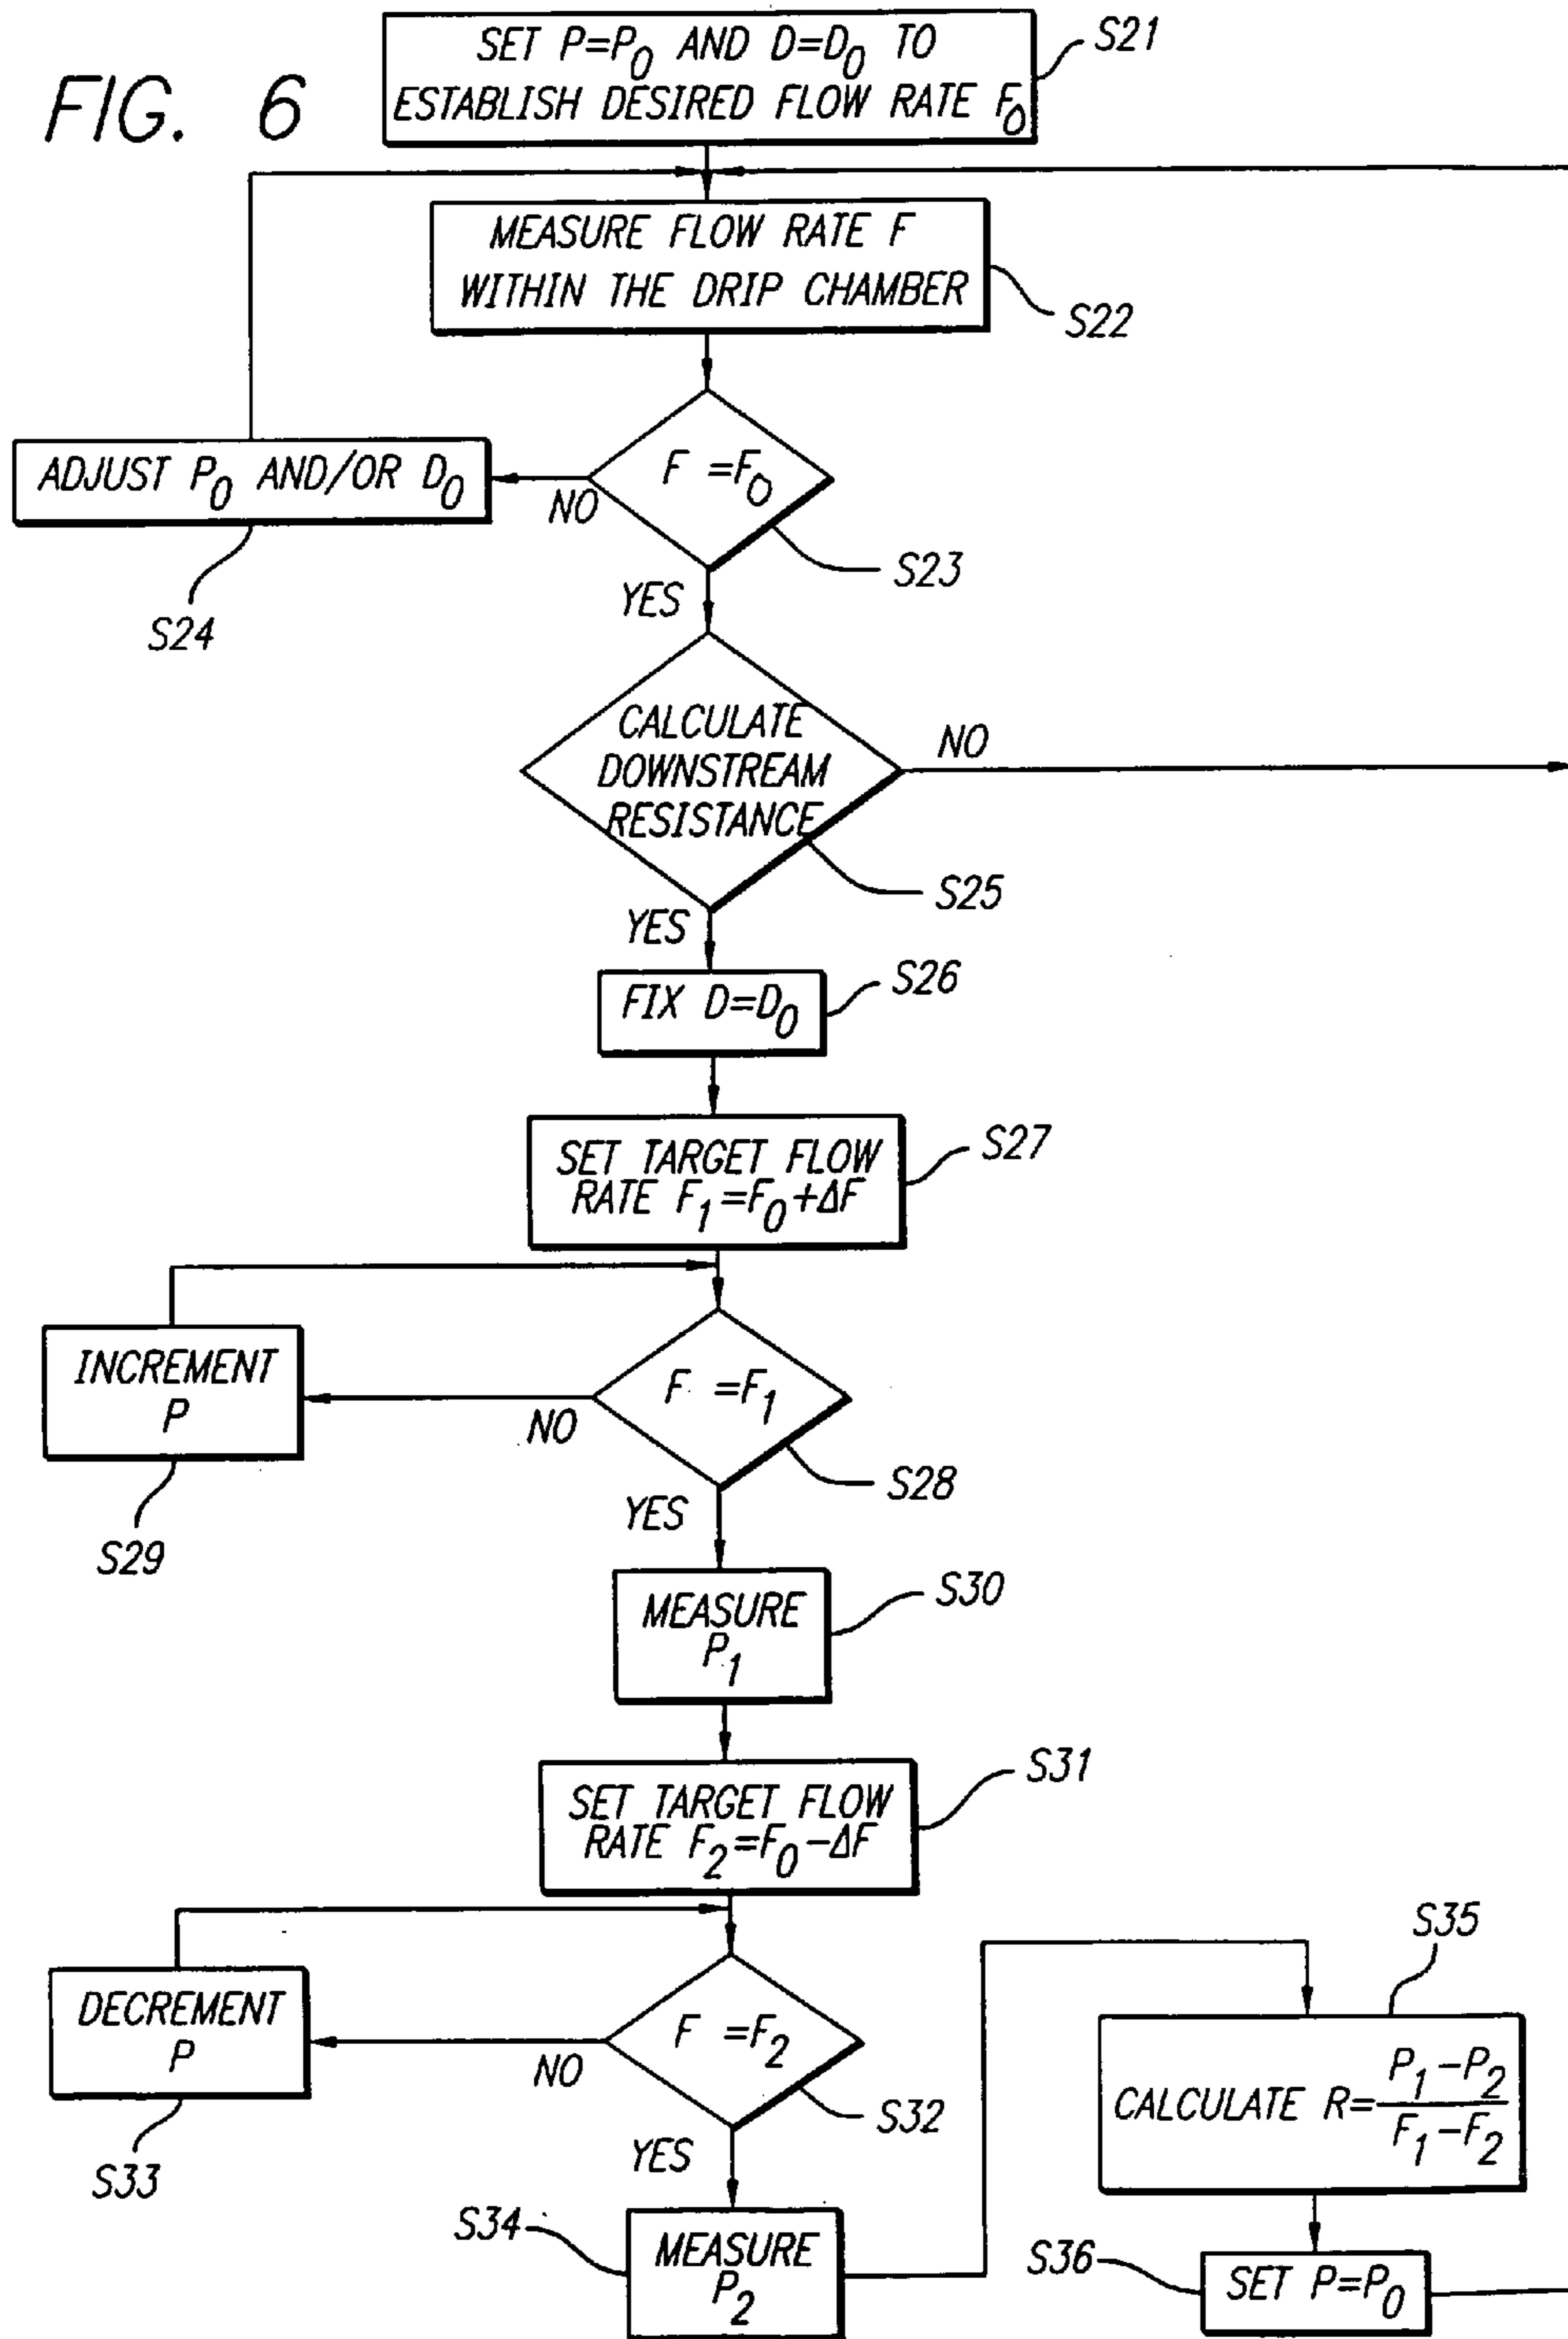 FIG. 6
SET P=P₀ AND D=D₀ TO
ESTABLISH DESIRED FLOW RATE F₀
S21
MEASURE FLOW RATE F
WITHIN THE DRIP CHAMBER
S22
F =F₀
NO
YES
S23
ADJUST P₀ AND/OR D₀
S24
CALCULATE
DOWNSTREAM
RESISTANCE
NO
YES
S25
FIX D=D₀
S26
SET TARGET FLOW
RATE F₁=F₀+ΔF
S27
F =F₁
NO
YES
S28
INCREMENT
P
S29
MEASURE
P₁
S30
SET TARGET FLOW
RATE F₂=F₀-ΔF
S31
F =F₂
NO
YES
S32
DECREMENT
P
S33
MEASURE
P₂
S34
S35
P₁-P₂
CALCULATE R=
F₁-F₂
SET P=P₀
S36